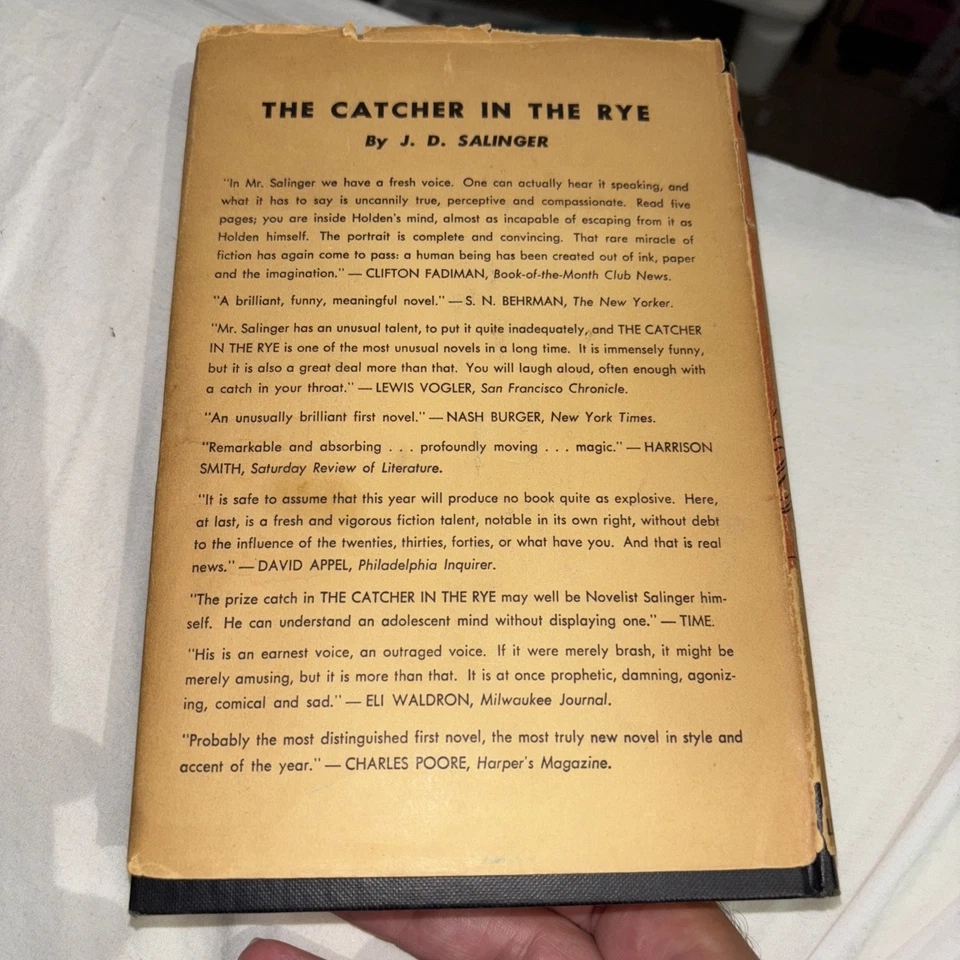 THE CATCHER IN THE RYE
By J. D. SALINGER
"In Mr. Salinger we have a fresh voice. One can actually hear it speaking, and
what it has to say is uncannily true, perceptive and compassionate. Read five
pages; you are inside Holden's mind, almost as incapable of escaping from it as
Holden himself. The portrait is complete and convincing. That rare miracle of
fiction has again come to pass: a human being has been created out of ink, paper
and the imagination." — CLIFTON FADIMAN, Book-of-the-Month Club News.
"A brilliant, funny, meaningful novel." — S. N. BEHRMAN, The New Yorker.
"Mr. Salinger has an unusual talent, to put it quite inadequately, and THE CATCHER
IN THE RYE is one of the most unusual novels in a long time. It is immensely funny,
but it is also a great deal more than that. You will laugh aloud, often enough with
a catch in your throat." — LEWIS VOGLER, San Francisco Chronicle.
"An unusually brilliant first novel." — NASH BURGER, New York Times.
"Remarkable and absorbing . . . profoundly moving . . . magic." — HARRISON
SMITH, Saturday Review of Literature.
"It is safe to assume that this year will produce no book quite as explosive. Here,
at last, is a fresh and vigorous fiction talent, notable in its own right, without debt
to the influence of the twenties, thirties, forties, or what have you. And that is real
news." — DAVID APPEL, Philadelphia Inquirer.
"The prize catch in THE CATCHER IN THE RYE may well be Novelist Salinger him-
self. He can understand an adolescent mind without displaying one." — TIME.
"His is an earnest voice, an outraged voice. If it were merely brash, it might be
merely amusing, but it is more than that. It is at once prophetic, damning, agoniz-
ing, comical and sad." — ELI WALDRON, Milwaukee Journal.
"Probably the most distinguished first novel, the most truly new novel in style and
accent of the year." — CHARLES POORE, Harper's Magazine.